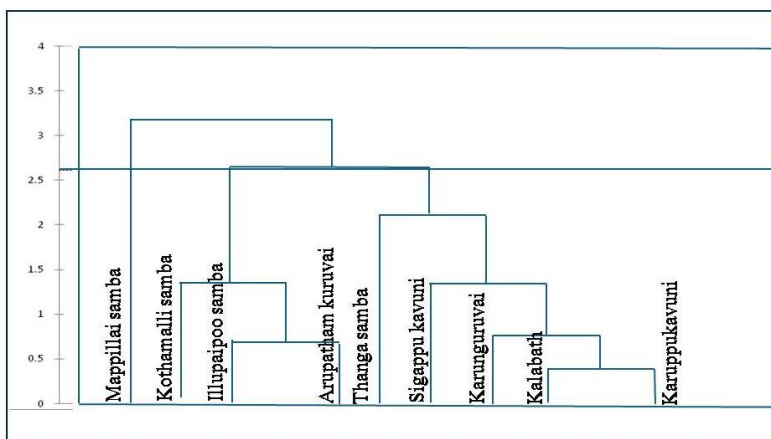 4
3.5
3
2.5
2
1.5
1
0.5
0
Mappillai samba
Kothamalli samba
Illupaipoo samba
Arupatham kuruvai
Thanga samba
Sigappu kavuni
Karunguruvai
Kalabath
Karuppukavuni